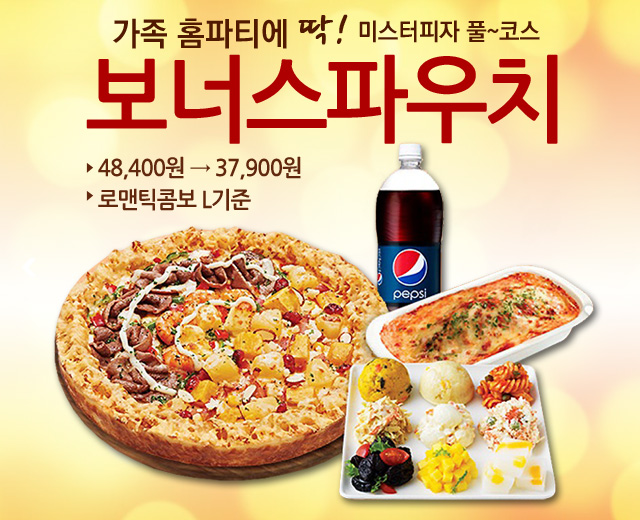 가족 홈파티에 딱! 미스터피자 풀~코스
보너스파우치
48,400원 → 37,900원
로맨틱콤보 L기준
pepsi